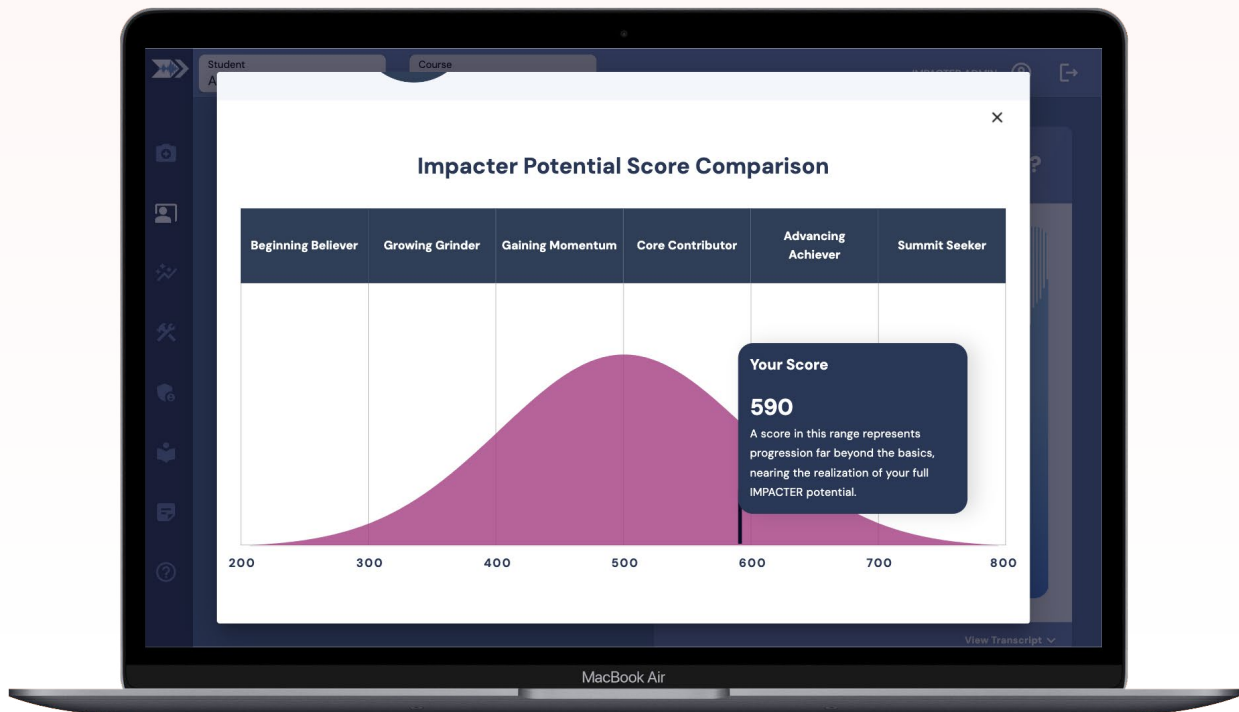 Student
Course
A
×
Impacter Potential Score Comparison
Beginning Believer
Growing Grinder
Gaining Momentum
Core Contributor
Advancing
Achiever
Summit Seeker
?
Your Score
590
A score in this range represents
progression far beyond the basics,
nearing the realization of your full
IMPACTER potential.
200 300 400 500 600 700 800
View Transcript
MacBook Air